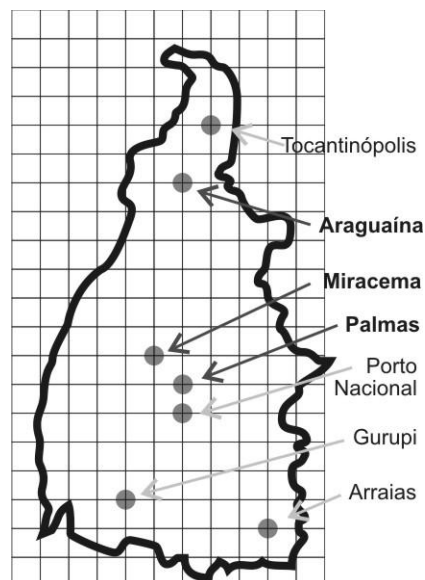 Tocantinópolis
Araguaína
Miracema
Palmas
Porto
Nacional
Gurupi
Arraias